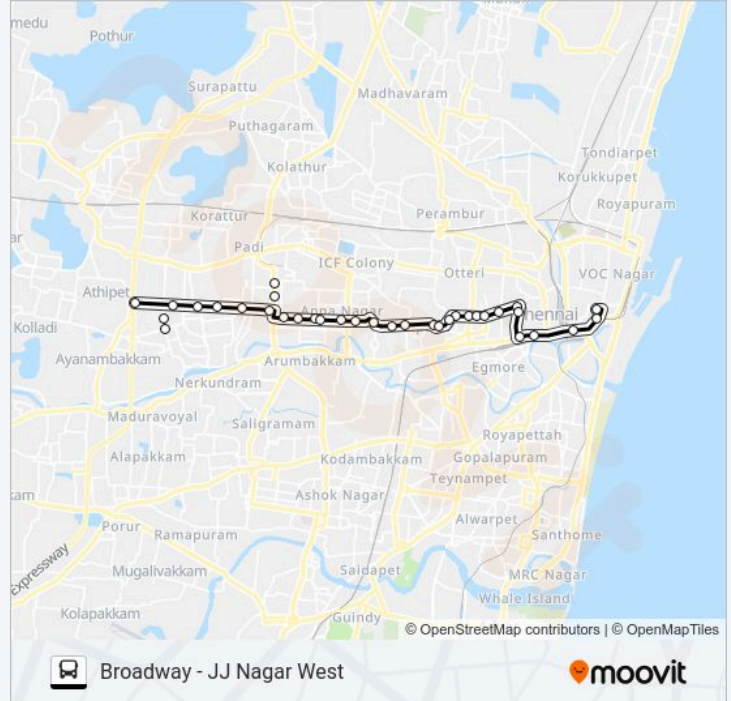 medu
Pothur
Surapattu
Madhavaram
Puthagaram
Tondiarpet
Kolathur
Korukkupet
Royapuram
Korattur
Perambur
ar
Padi
ICF Colony
Otteri
VOC Nagar
Athipet
Anna Nagar
Chennai
Kolladi
Ayanambakkam
Arumbakkam
Egmore
Nerkundram
Maduravoyal
Saligramam
Royapettah
Alapakkam
Kodambakkam
Gopalapuram
Teynampet
kam
Ashok Nagar
Alwarpet
Porur
Ramapuram
Santhome
Expressway
Mugalivakkam
Saidapet
MRC Nagar
Whale Island
Kolapakkam
Guindy
© OpenStreetMap contributors | © OpenMapTiles
Broadway - JJ Nagar West
moovit